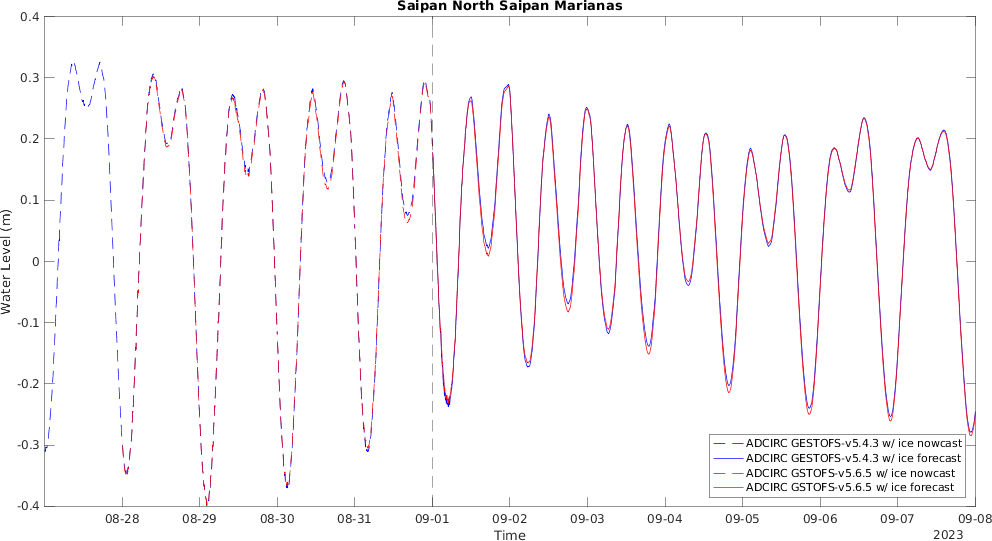 Saipan North Saipan Marianas
0.4
0.3
0.2
0.1
0
-0.1
-0.2
-0.3
-0.4
Water Level (m)
ADCIRC GESTOFS-v5.4.3 w/ ice nowcast
ADCIRC GESTOFS-v5.4.3 w/ ice forecast
ADCIRC GSTOFS-v5.6.5 w/ ice nowcast
ADCIRC GSTOFS-v5.6.5 w/ ice forecast
08-28 08-29 08-30 08-31 09-01 09-02 09-03 09-04 09-05 09-06 09-07 09-08
Time 2023